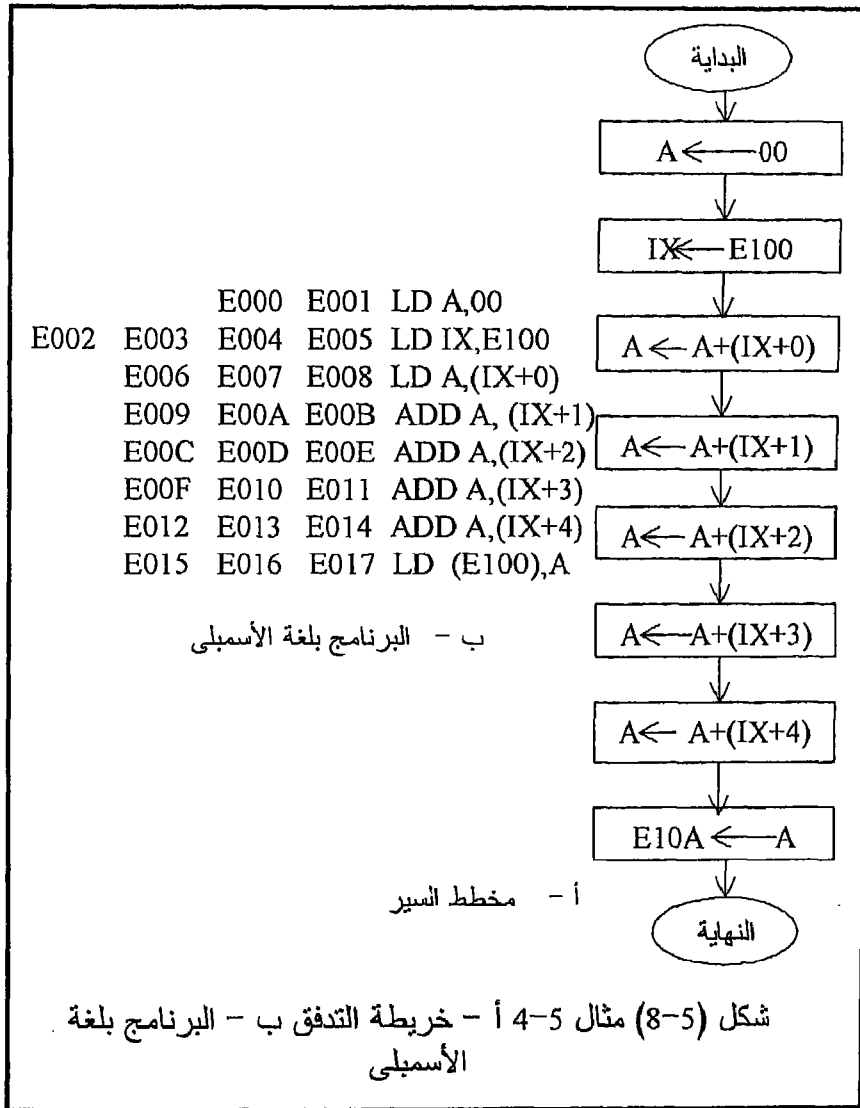 البداية
A ← 00
IX ← E100
A ← A+(IX+0)
A ← A+(IX+1)
A ← A+(IX+2)
A ← A+(IX+3)
A ← A+(IX+4)
E10A ← A
النهاية
أ - مخطط السير
E000 E001 LD A,00
E002 E003 E004 E005 LD IX,E100
E006 E007 E008 LD A,(IX+0)
E009 E00A E00B ADD A, (IX+1)
E00C E00D E00E ADD A,(IX+2)
E00F E010 E011 ADD A,(IX+3)
E012 E013 E014 ADD A,(IX+4)
E015 E016 E017 LD (E100),A
ب - البرنامج بلغة الأسمبلى
شكل (5-8) مثال 5-4 أ - خريطة التدفق ب - البرنامج بلغة
الأسمبلى